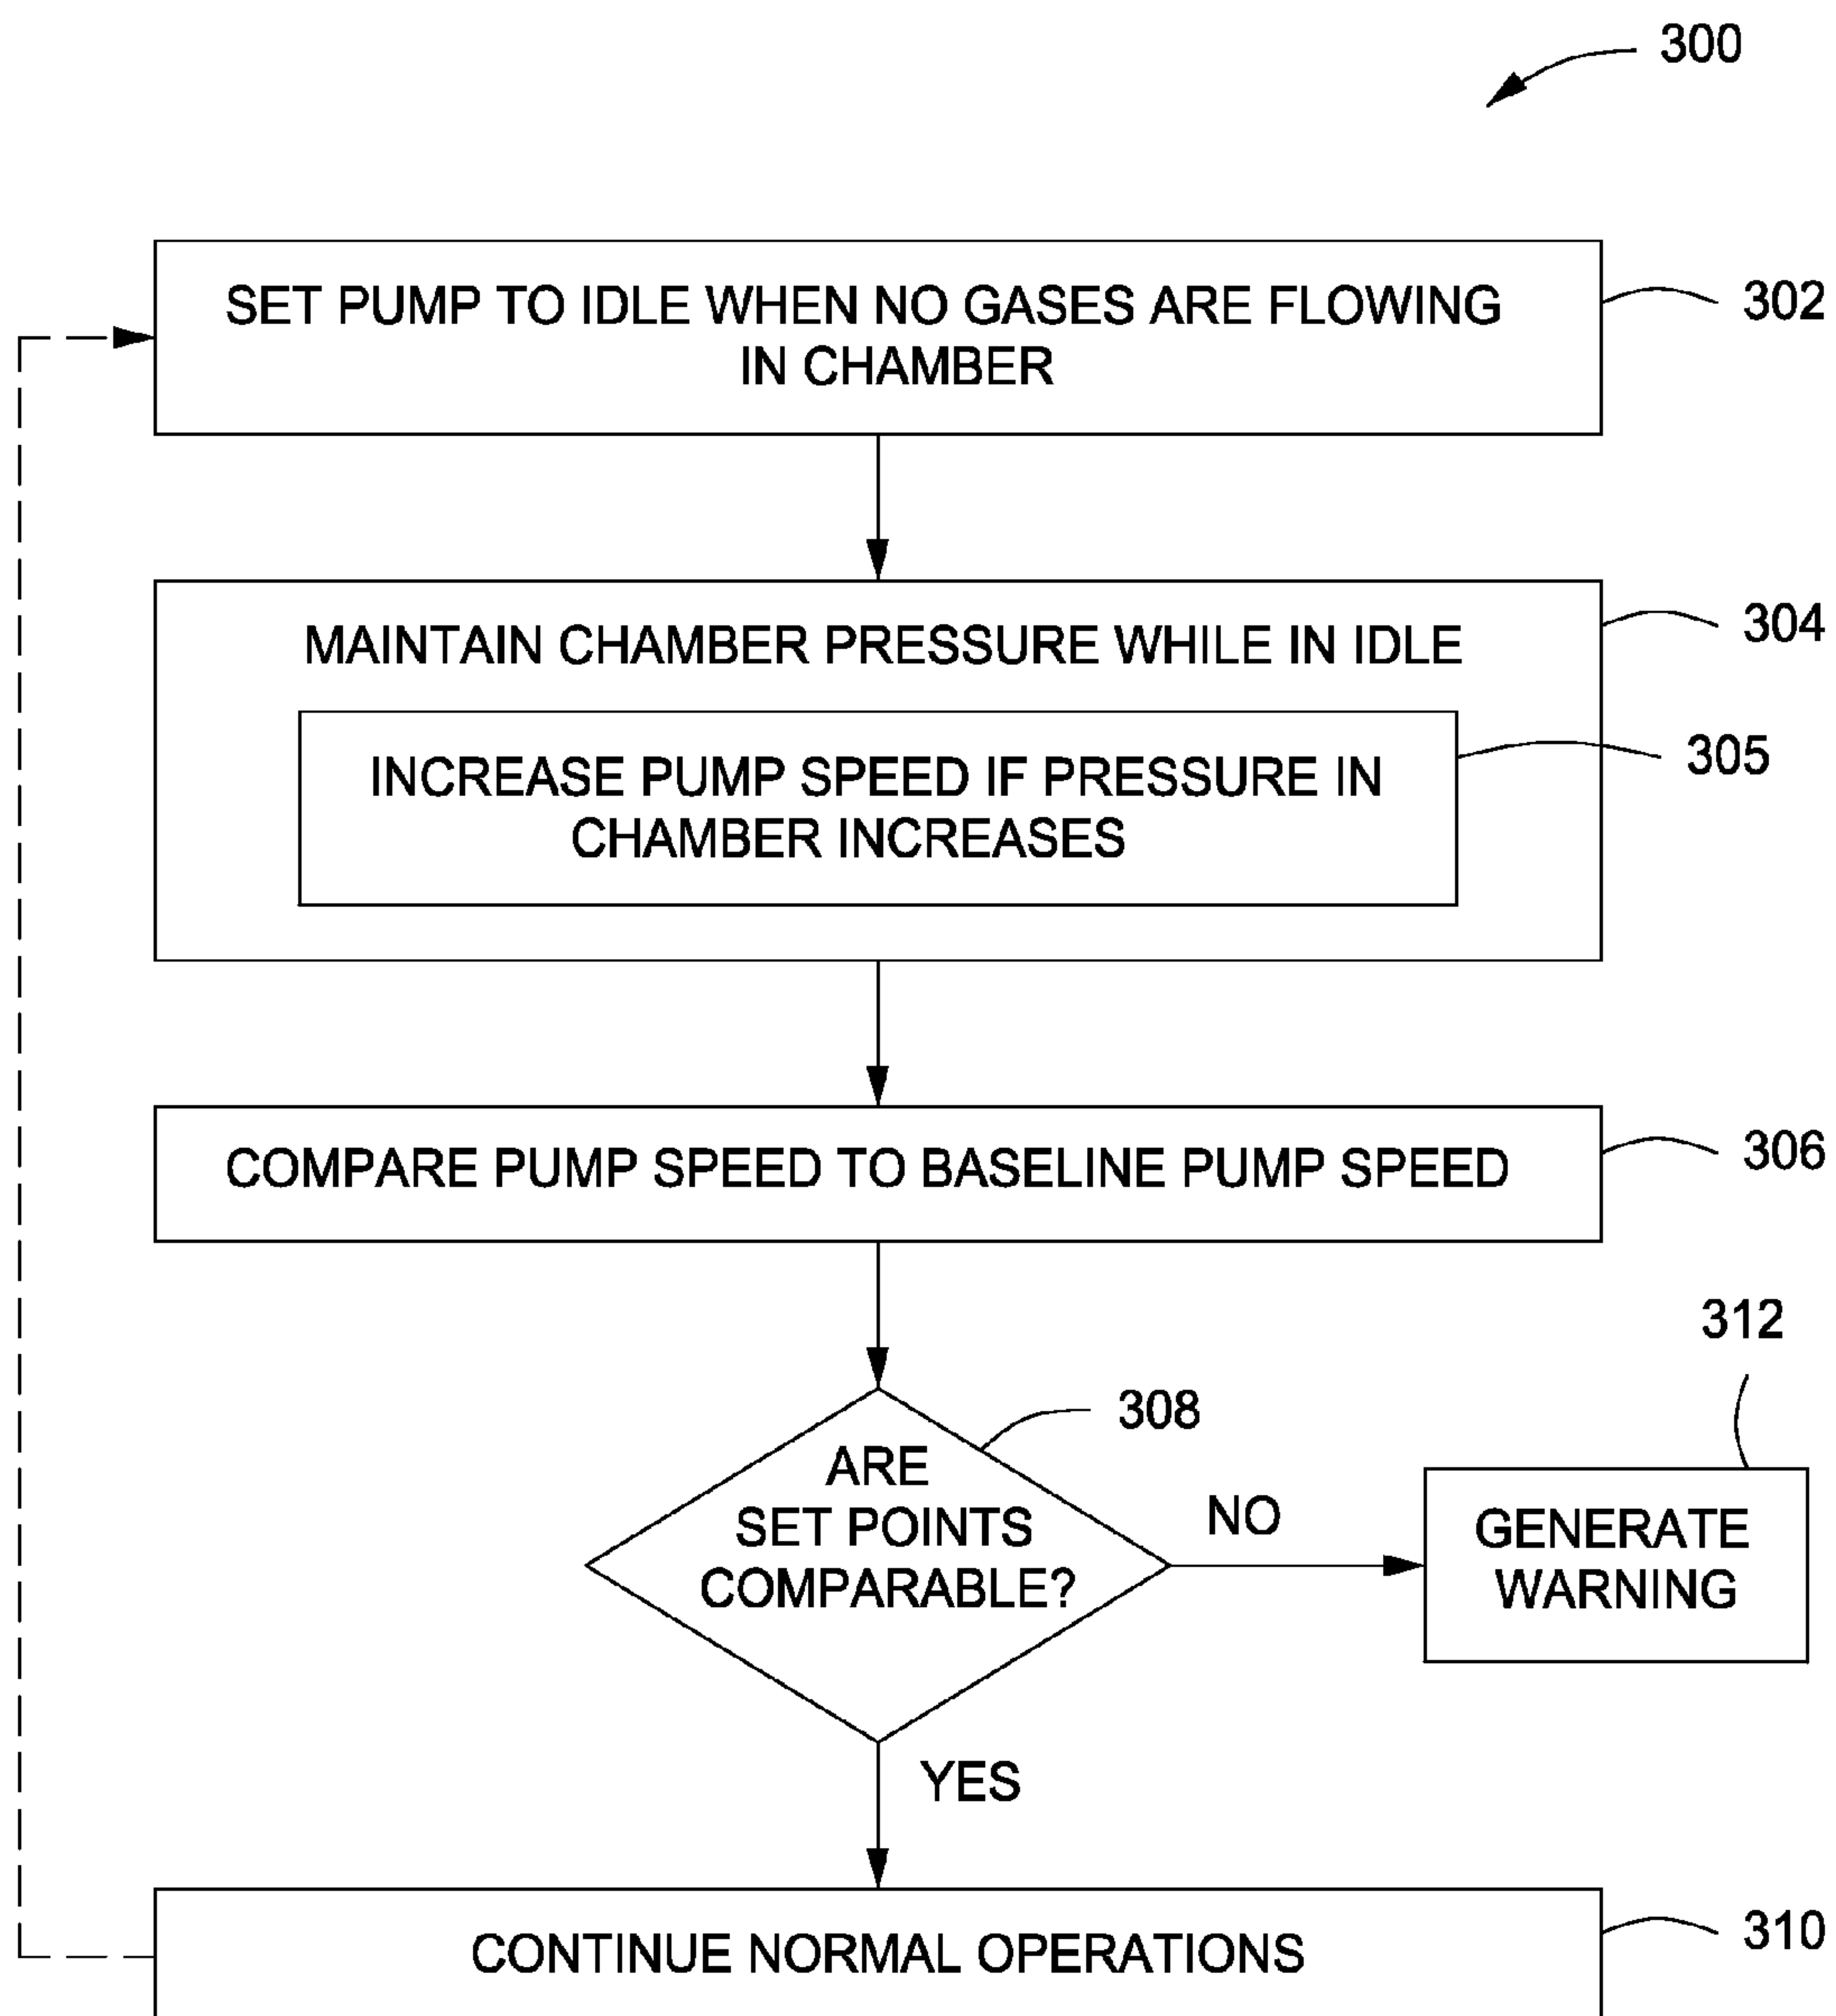 300
SET PUMP TO IDLE WHEN NO GASES ARE FLOWING
IN CHAMBER
302
MAINTAIN CHAMBER PRESSURE WHILE IN IDLE
304
INCREASE PUMP SPEED IF PRESSURE IN
CHAMBER INCREASES
305
COMPARE PUMP SPEED TO BASELINE PUMP SPEED
306
312
308
ARE
SET POINTS
COMPARABLE?
NO
GENERATE
WARNING
YES
CONTINUE NORMAL OPERATIONS
310